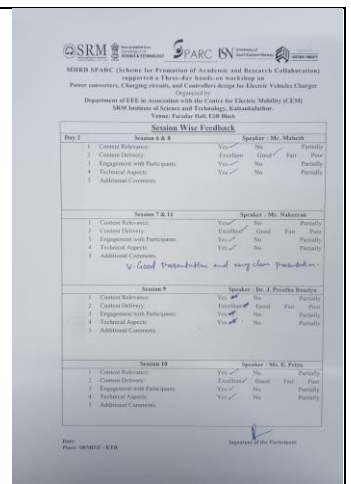 SRM
SPARC
ISN
MHRD SPARC (Scheme for Promotion of Academic and Research Collaboration)
supported a Three-day hands-on workshop on
Power converters, Charging circuits, and Controllers design for Electric Vehicles Charger
Organized by
Department of EEE in Association with the Centre for Electric Mobility (CEM)
SRM Institute of Science and Technology, Kattankulathur.
Venue: Faraday Hall, ESB Block
Session Wise Feedback
Day 2 Session 6 & 8 Speaker : Mr. Mahesh
1 Content Relevance: Yes No Partially
2 Content Delivery: Excellent Good Fair Poor
3 Engagement with Participants: Yes No Partially
4 Technical Aspects Yes No Partially
5 Additional Comments
Session 7 & 11 Speaker : Mr. Nakeeran
1 Content Relevance: Yes No Partially
2 Content Delivery: Excellent Good Fair Poor
3 Engagement with Participants: Yes No Partially
4 Technical Aspects Yes No Partially
5 Additional Comments
V. Good Presentation and very clear presentation.
Session 9 Speaker : Dr. J. Preetha
1 Content Relevance: Yes No Partially
2 Content Delivery: Excellent Good Fair Poor
3 Engagement with Participants: Yes No Partially
4 Technical Aspects Yes No Partially
5 Additional Comments
Session 10 Speaker : Ms. E. Priya
1 Content Relevance: Yes No Partially
2 Content Delivery: Excellent Good Fair Poor
3 Engagement with Participants: Yes No Partially
4 Technical Aspects Yes No Partially
5 Additional Comments
Date:
Place: SRMIST - KTR Signature of the Participant